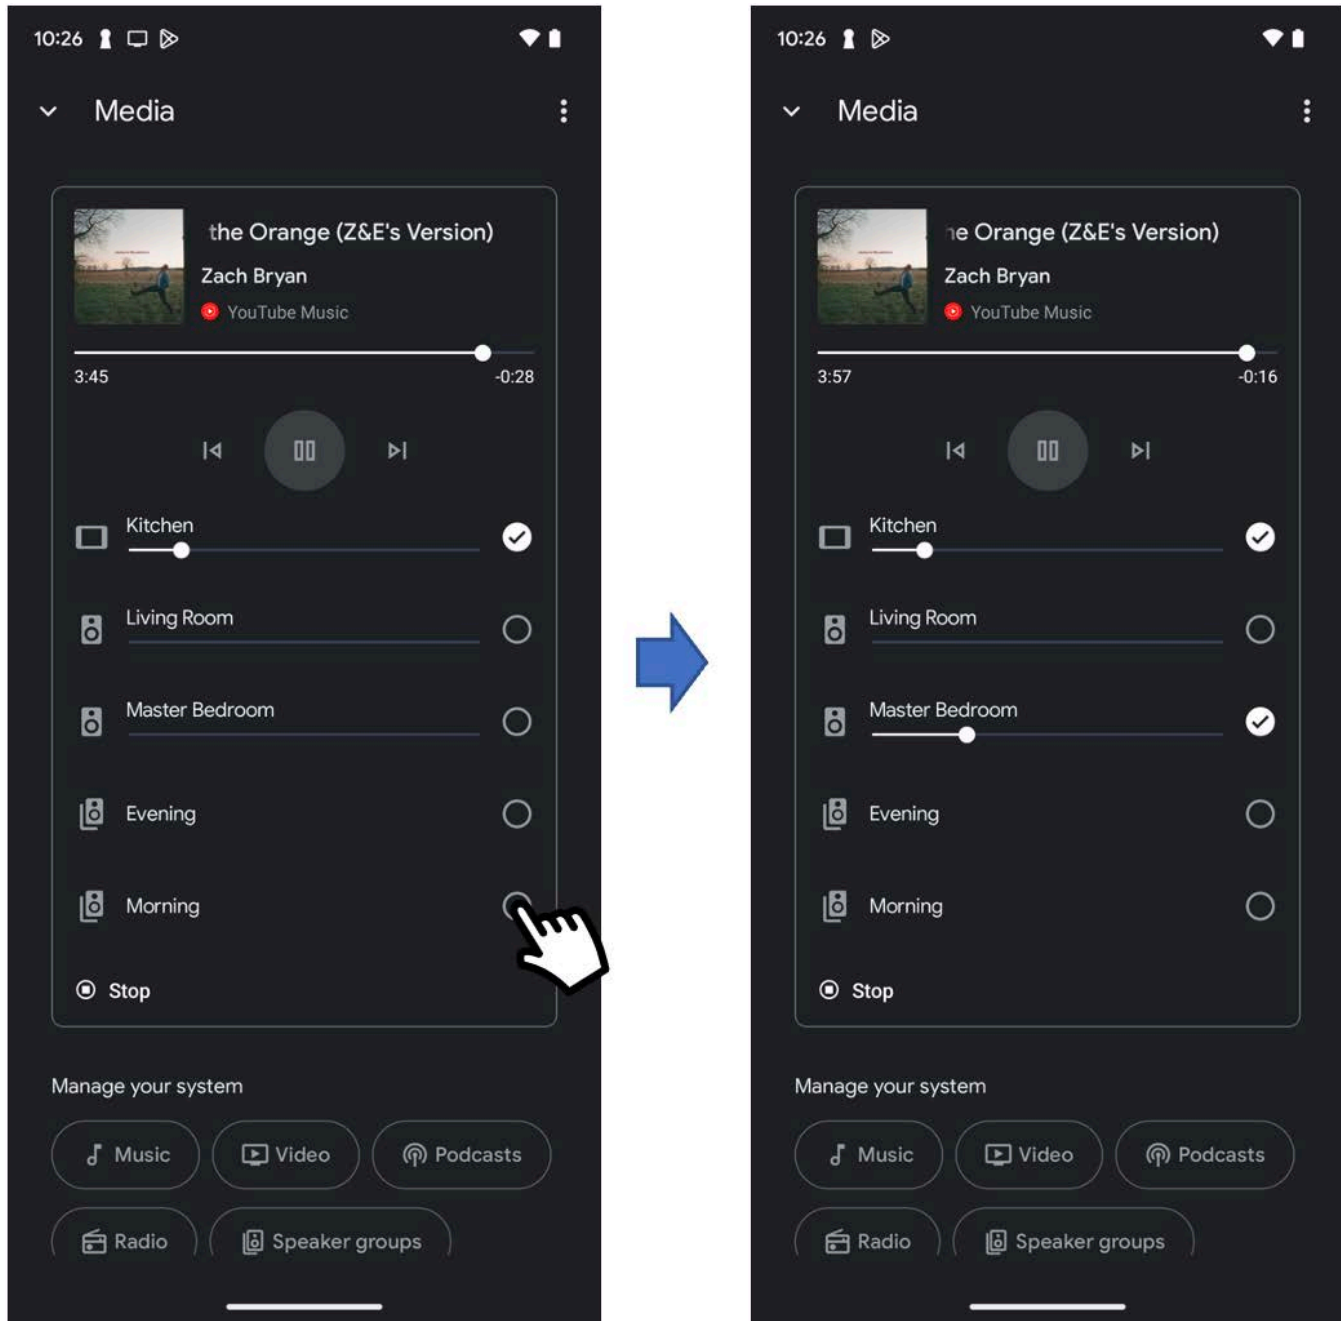 10:26
Media
the Orange (Z&E's Version)
Zach Bryan
YouTube Music
3:45 -0:28
Kitchen
Living Room
Master Bedroom
Evening
Morning
Stop
Manage your system
Music Video Podcasts
Radio Speaker groups
10:26
Media
he Orange (Z&E's Version)
Zach Bryan
YouTube Music
3:57 -0:16
Kitchen
Living Room
Master Bedroom
Evening
Morning
Stop
Manage your system
Music Video Podcasts
Radio Speaker groups